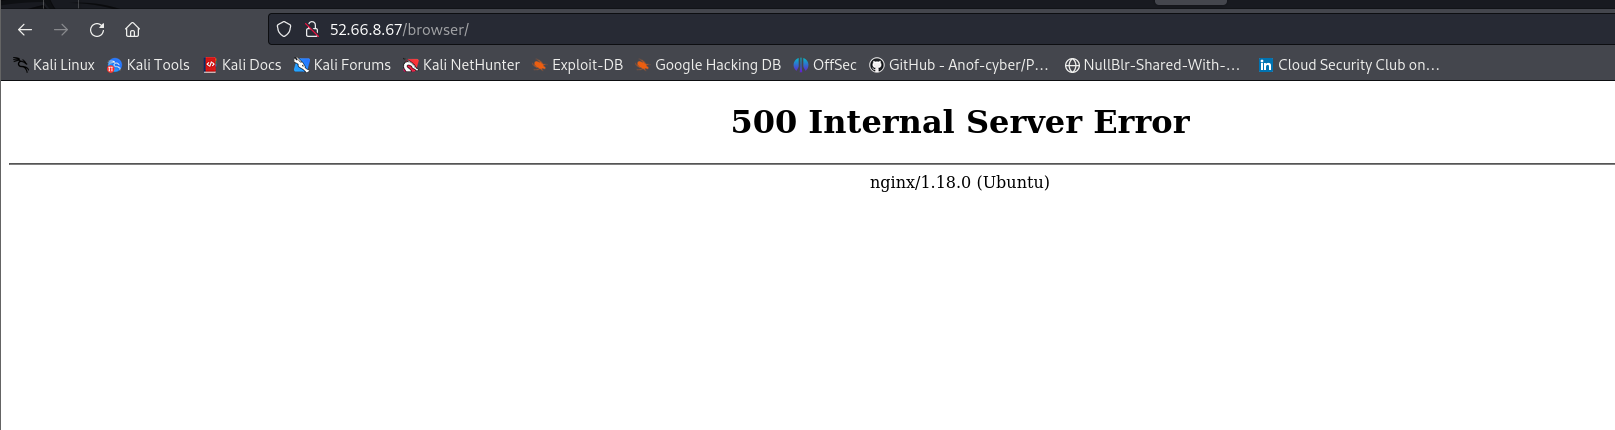 52.66.8.67/browser/
Kali Linux Kali Tools Kali Docs Kali Forums Kali NetHunter Exploit-DB Google Hacking DB OffSec GitHub - Anof-cyber/P... NullBlr-Shared-With-... Cloud Security Club on...
500 Internal Server Error
nginx/1.18.0 (Ubuntu)